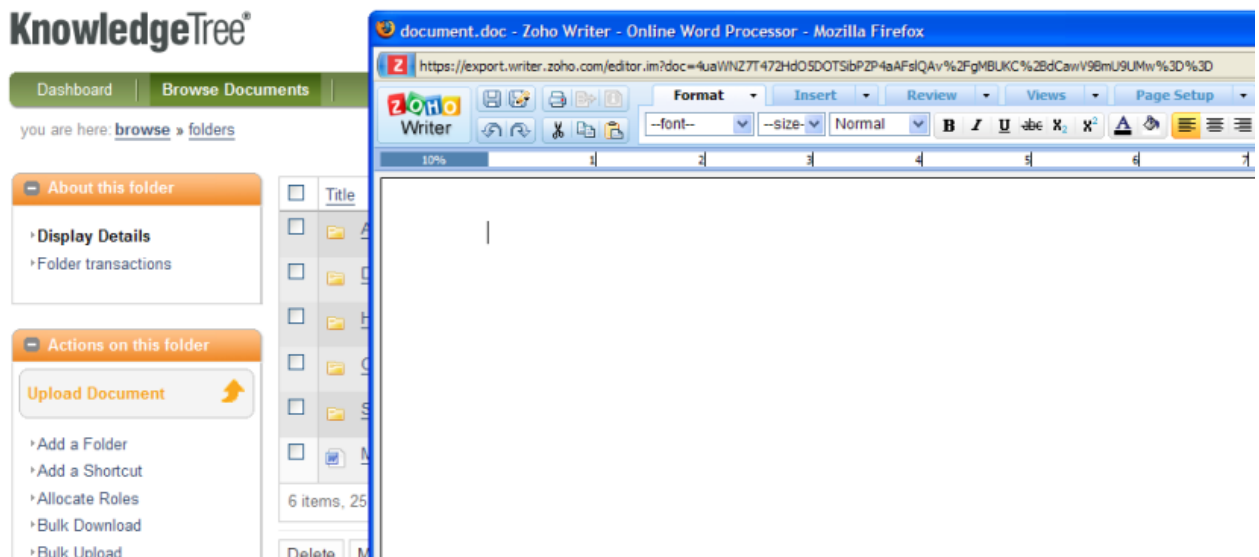 KnowledgeTree®
Dashboard
Browse Documents
you are here: browse » folders
About this folder
Display Details
Folder transactions
Actions on this folder
Upload Document
Add a Folder
Add a Shortcut
Allocate Roles
Bulk Download
Bulk Upload
Title
A
D
H
S
M
6 items, 25
Delete M
document.doc - Zoho Writer - Online Word Processor - Mozilla Firefox
Z https://export.writer.zoho.com/editor.im?doc=4uaWNZ7T472HdO5DOTSibPZP4aAFslQAv%2FgMBUKC%2BdCawV9BmU9UMw%3D%3D
ZOHO
Writer
Format Insert Review Views Page Setup
--font-- --size- Normal B I U abc X₂ X² A
10% 1 2 3 4 5 6 7